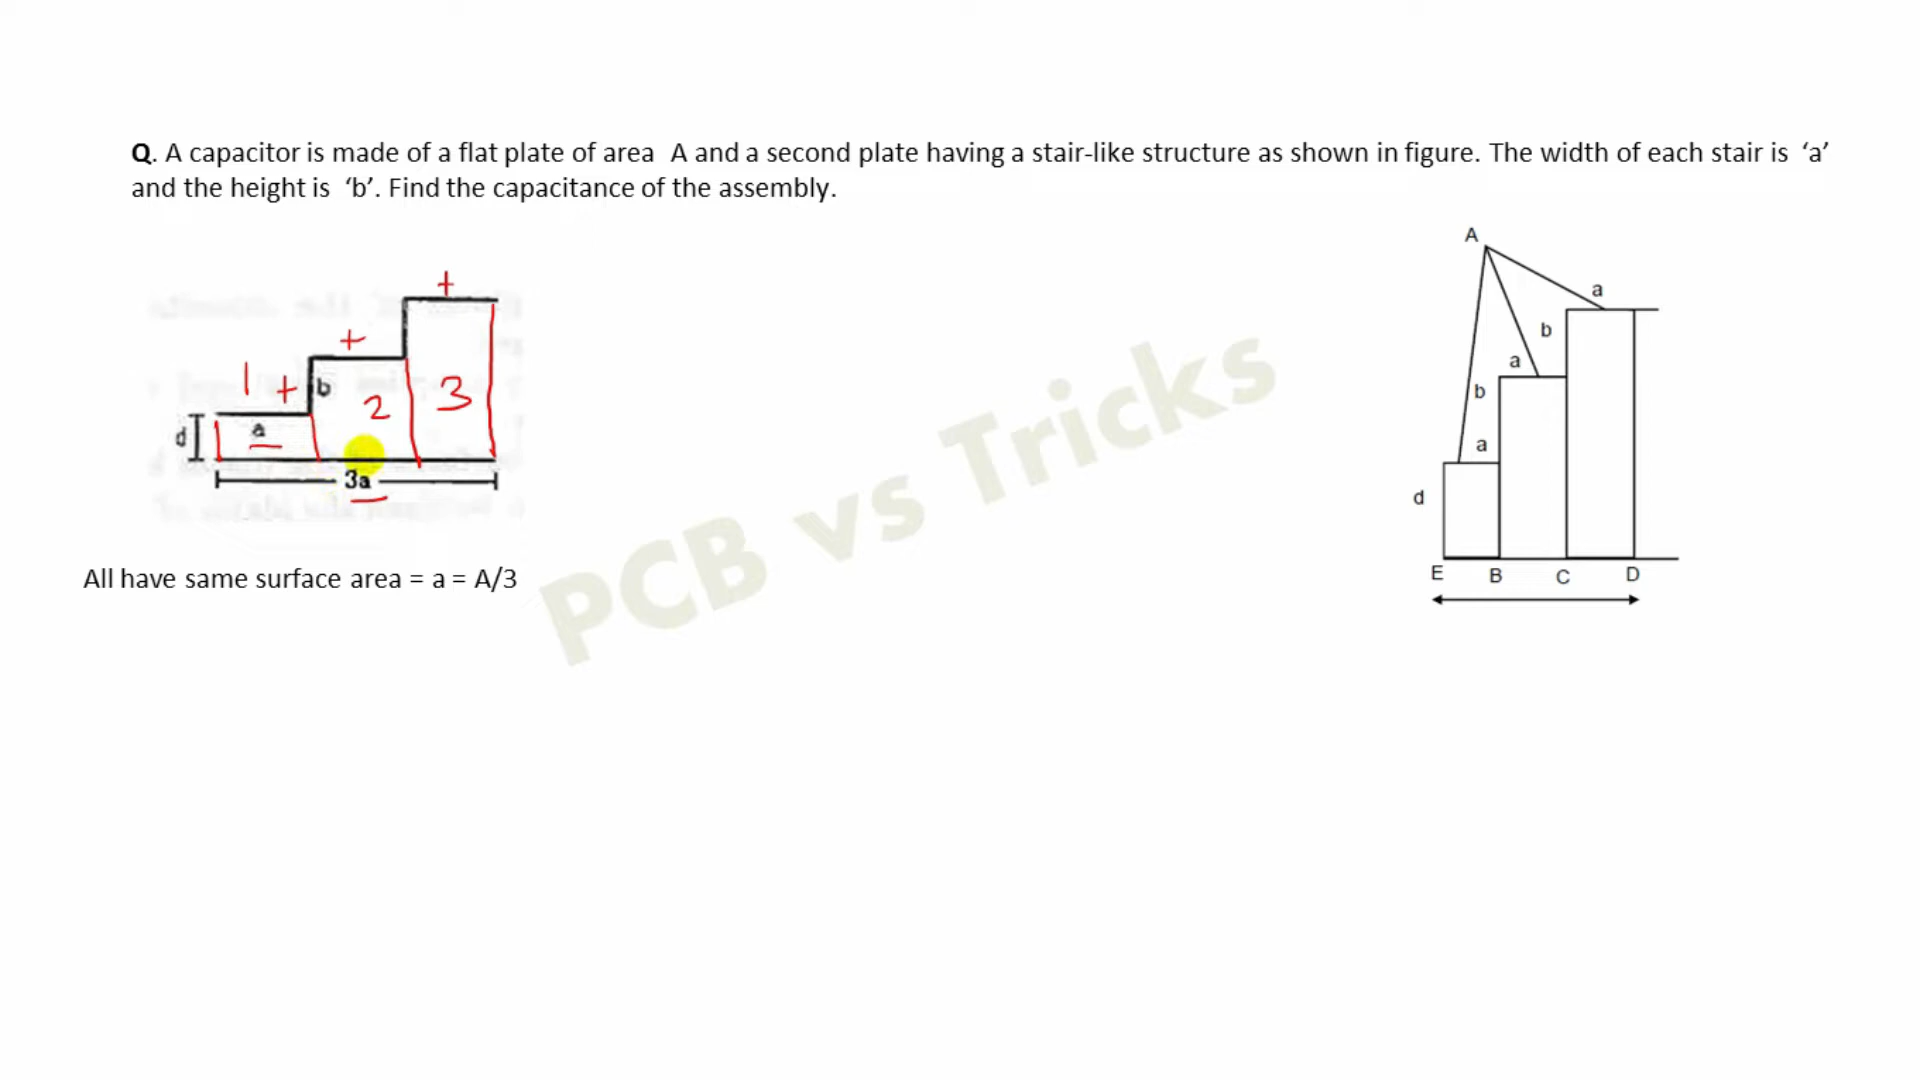 Q. A capacitor is made of a flat plate of area A and a second plate having a stair-like structure as shown in figure. The width of each stair is ‘a’
and the height is ‘b’. Find the capacitance of the assembly.
+
+
1 + b
2 3
d a
3a
All have same surface area = a = A/3
PCB vs Tricks
A
a
b
a
b
a
d
E B C D